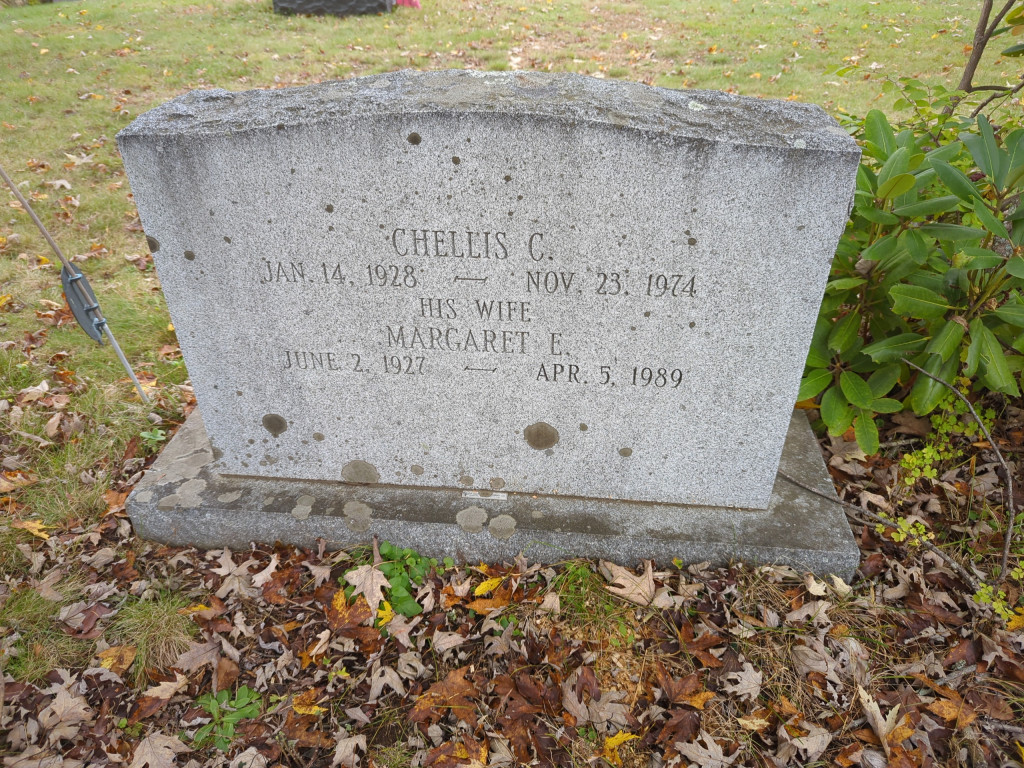 CHELLIS C.
JAN. 14, 1928 — NOV. 23, 1974
HIS WIFE
MARGARET E.
JUNE 2, 1927 — APR. 5, 1989